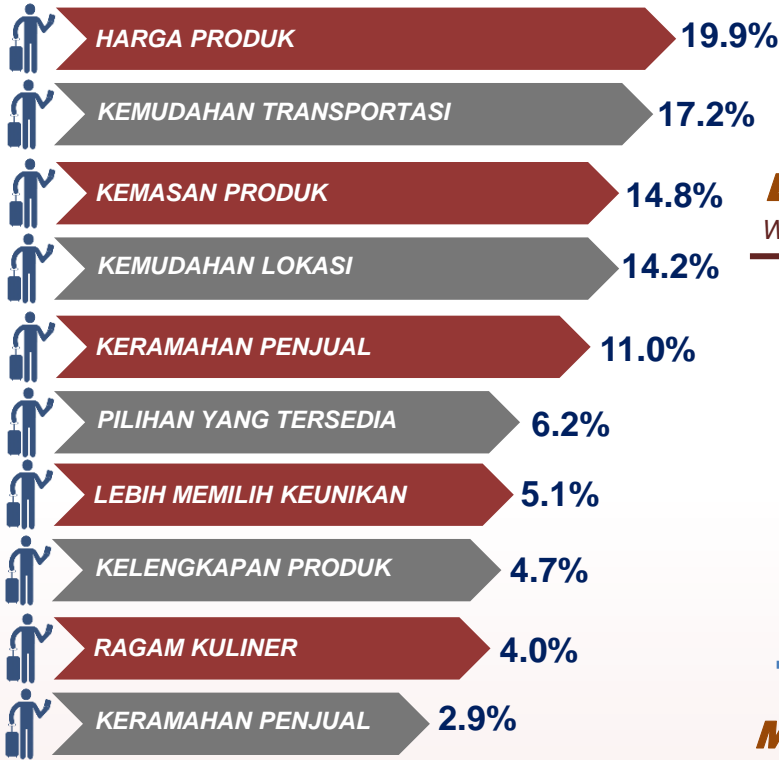 HARGA PRODUK 19.9%
KEMUDAHAN TRANSPORTASI 17.2%
KEMASAN PRODUK 14.8%
KEMUDAHAN LOKASI 14.2%
KERAMAHAN PENJUAL 11.0%
PILIHAN YANG TERSEDIA 6.2%
LEBIH MEMILIH KEUNIKAN 5.1%
KELENGKAPAN PRODUK 4.7%
RAGAM KULINER 4.0%
KERAMAHAN PENJUAL 2.9%